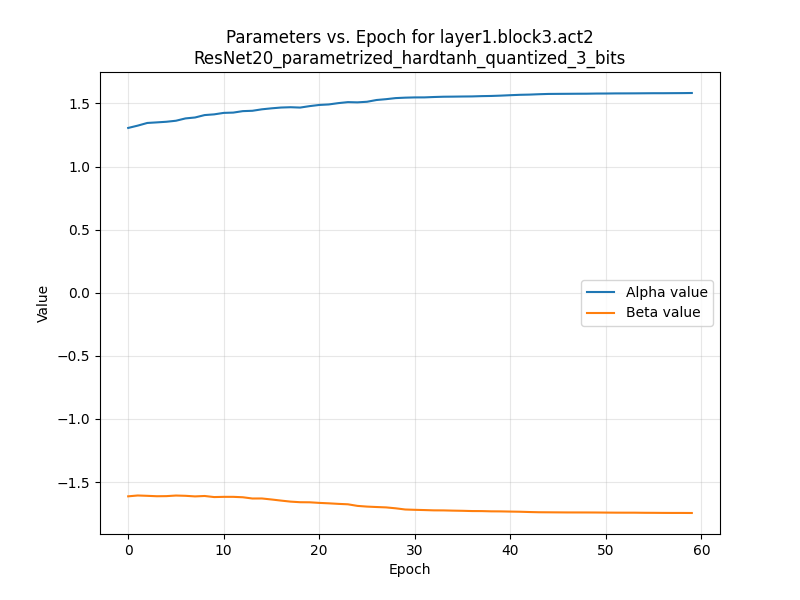 Parameters vs. Epoch for layer1.block3.act2
ResNet20_parametrized_hardtanh_quantized_3_bits
1.5
1.0
0.5
0.0
−0.5
−1.0
−1.5
Value
Alpha value
Beta value
0 10 20 30 40 50 60
Epoch